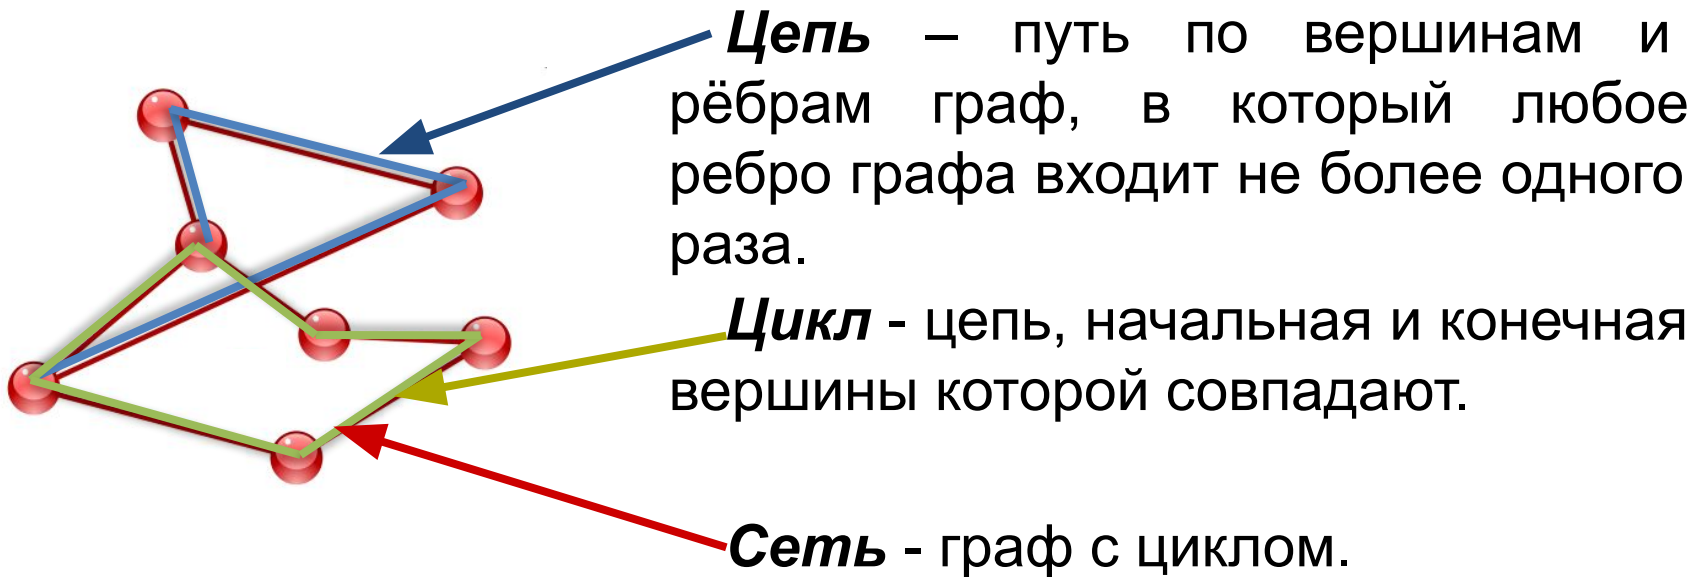 Цепь – путь по вершинам и
рёбрам граф, в который любое
ребро графа входит не более одного
раза.
Цикл - цепь, начальная и конечная
вершины которой совпадают.
Сеть - граф с циклом.